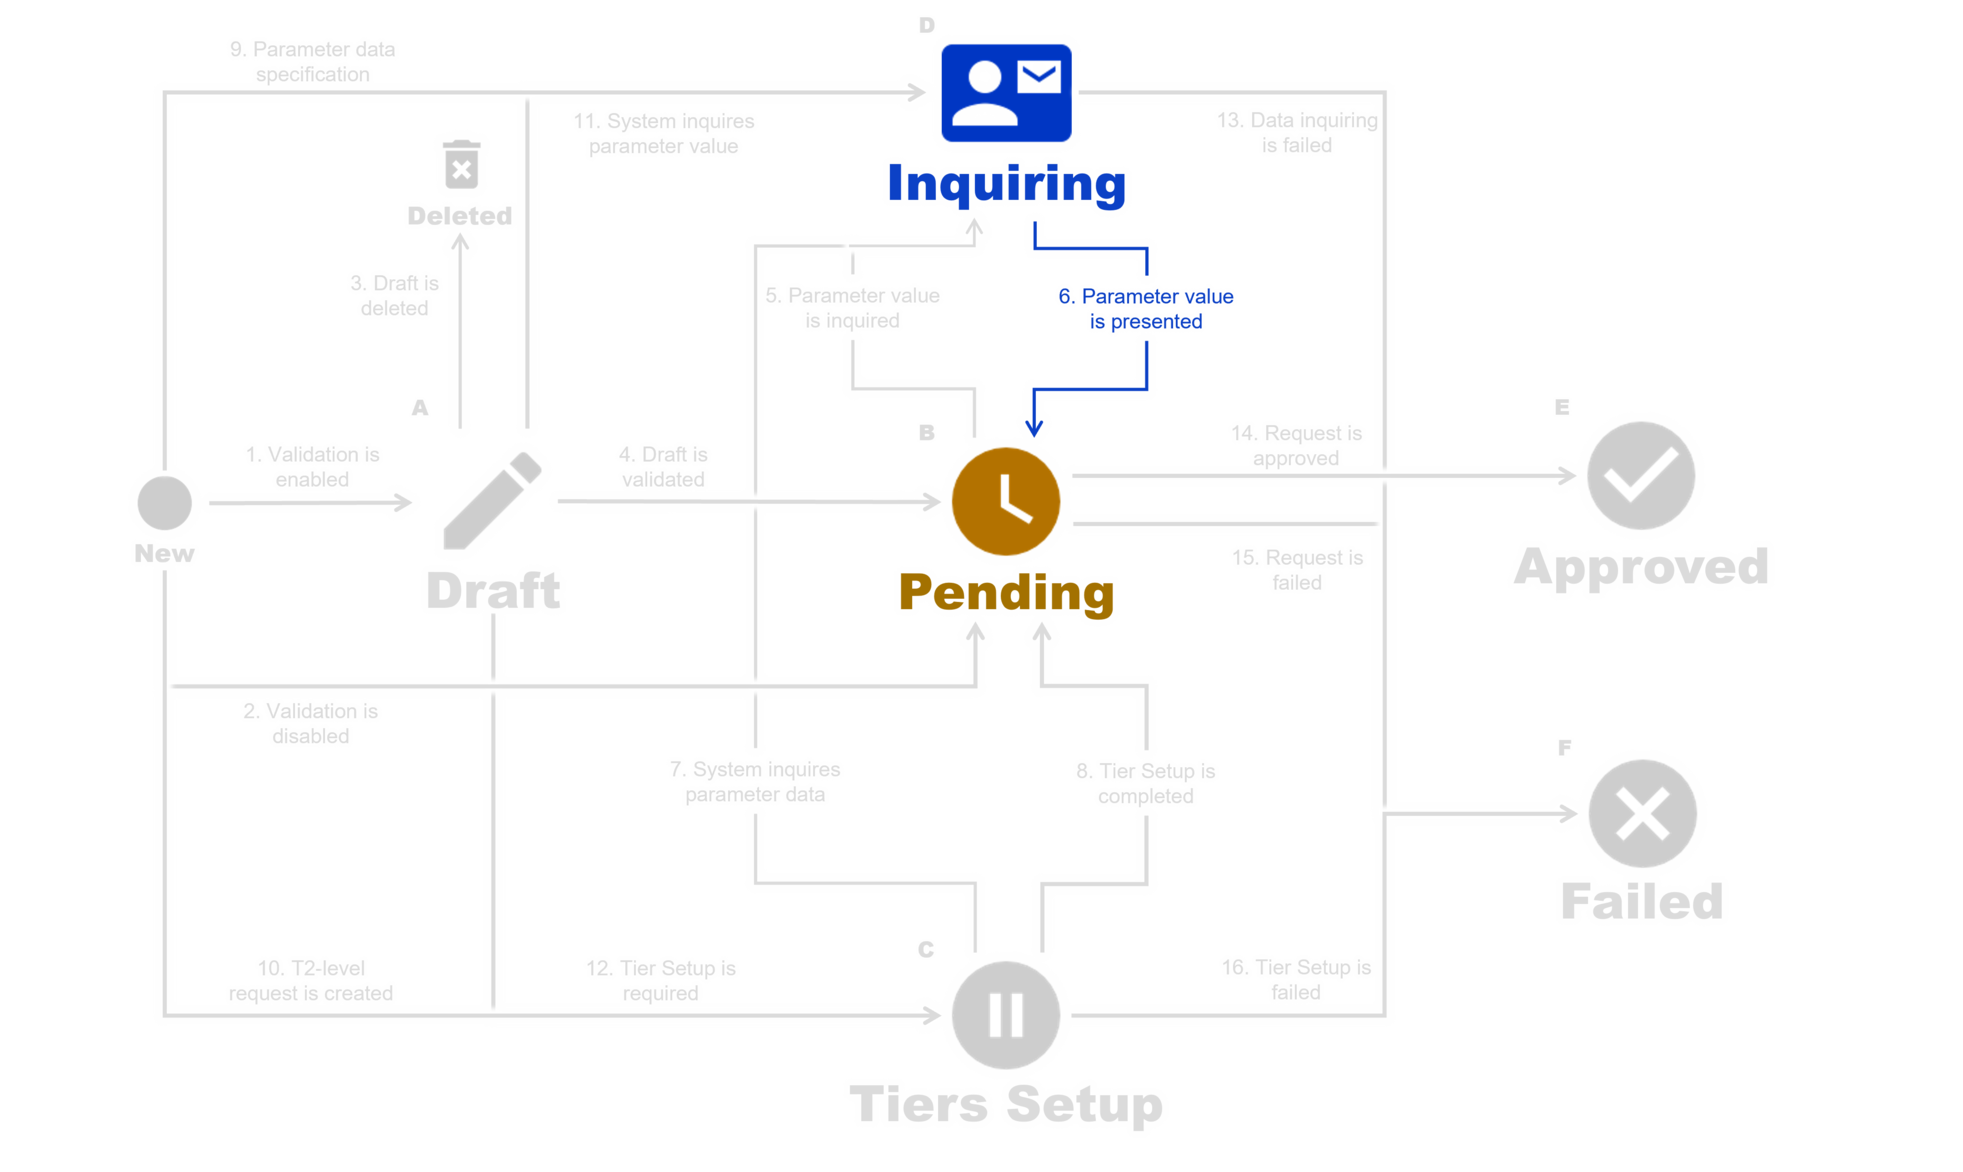 D
9. Parameter data
specification
11. System inquires
parameter value
13. Data inquiring
is failed
Inquiring
Deleted
3. Draft is
deleted
5. Parameter value
is inquired
6. Parameter value
is presented
A
B
E
1. Validation is
enabled
4. Draft is
validated
14. Request is
approved
New
Draft
Pending
15. Request is
failed
Approved
2. Validation is
disabled
7. System inquires
parameter data
8. Tier Setup is
completed
F
Failed
C
10. T2-level
request is created
12. Tier Setup is
required
16. Tier Setup is
failed
Tiers Setup